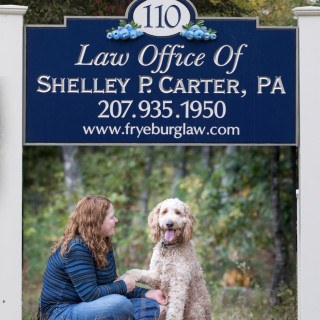 110
Law Office Of
SHELLEY P. CARTER, PA
207.935.1950
www.fryeburglaw.com